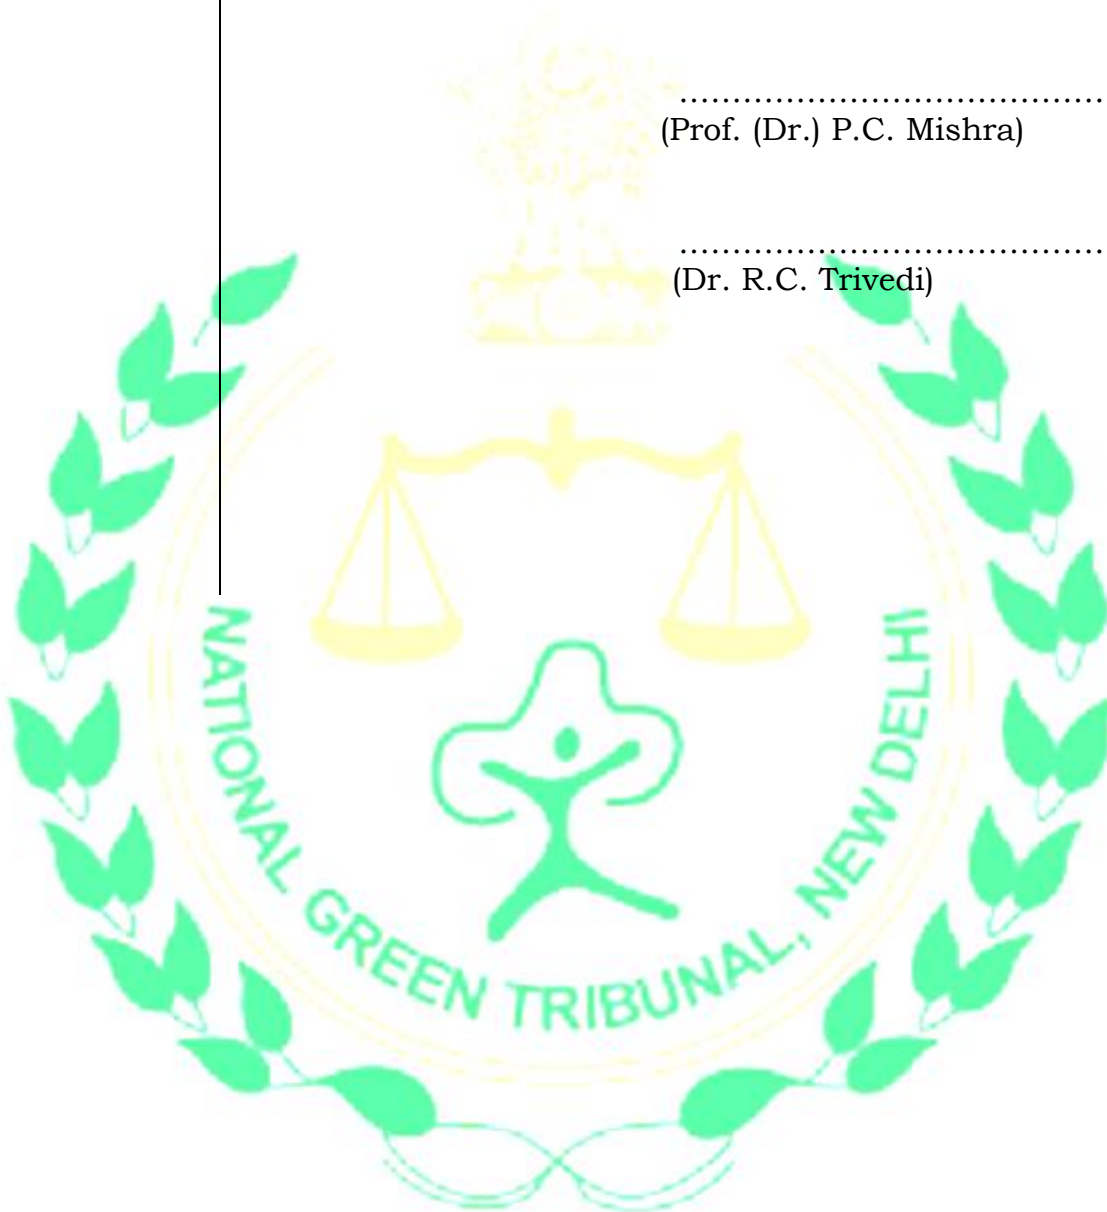 ……………………………………
(Prof. (Dr.) P.C. Mishra)
……………………………………
(Dr. R.C. Trivedi)
NATIONAL GREEN TRIBUNAL, NEW DELHI